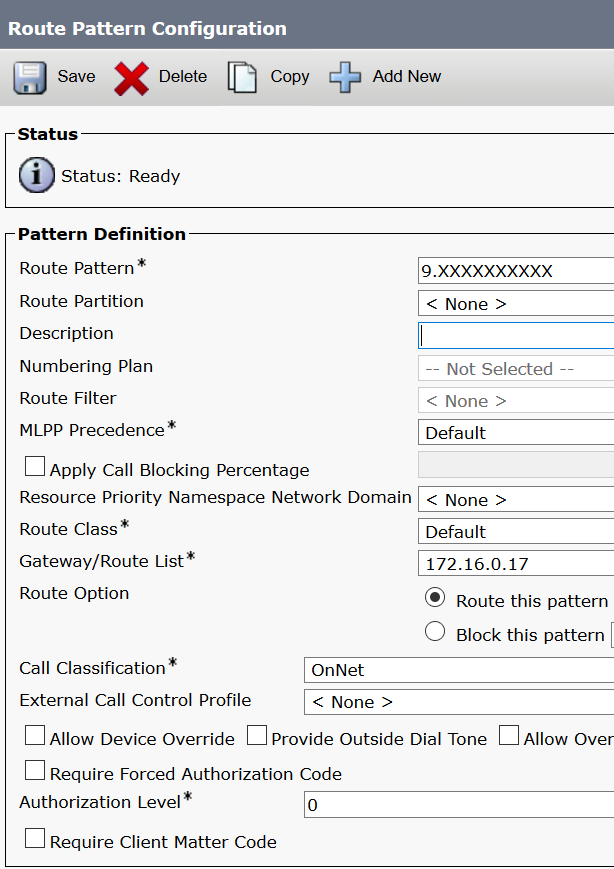 Route Pattern Configuration
Save Delete Copy Add New
Status
i Status: Ready
Pattern Definition
Route Pattern* 9.XXXXXXXXXX
Route Partition < None >
Description
Numbering Plan -- Not Selected --
Route Filter < None >
MLPP Precedence* Default
Apply Call Blocking Percentage
Resource Priority Namespace Network Domain < None >
Route Class* Default
Gateway/Route List* 172.16.0.17
Route Option Route this pattern
Block this pattern
Call Classification* OnNet
External Call Control Profile < None >
Allow Device Override Provide Outside Dial Tone Allow Over
Require Forced Authorization Code
Authorization Level* 0
Require Client Matter Code